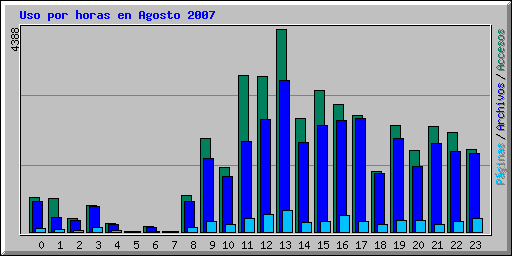 Uso por horas en Agosto 2007
4388
Páginas / Archivos / Accesos
0 1 2 3 4 5 6 7 8 9 10 11 12 13 14 15 16 17 18 19 20 21 22 23